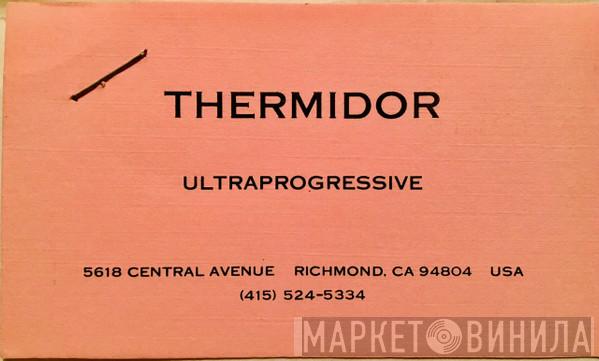 THERMIDOR
ULTRAPROGRESSIVE
5618 CENTRAL AVENUE RICHMOND, CA 94804 USA
(415) 524-5334
МАРКЕТ ВИНИЛА